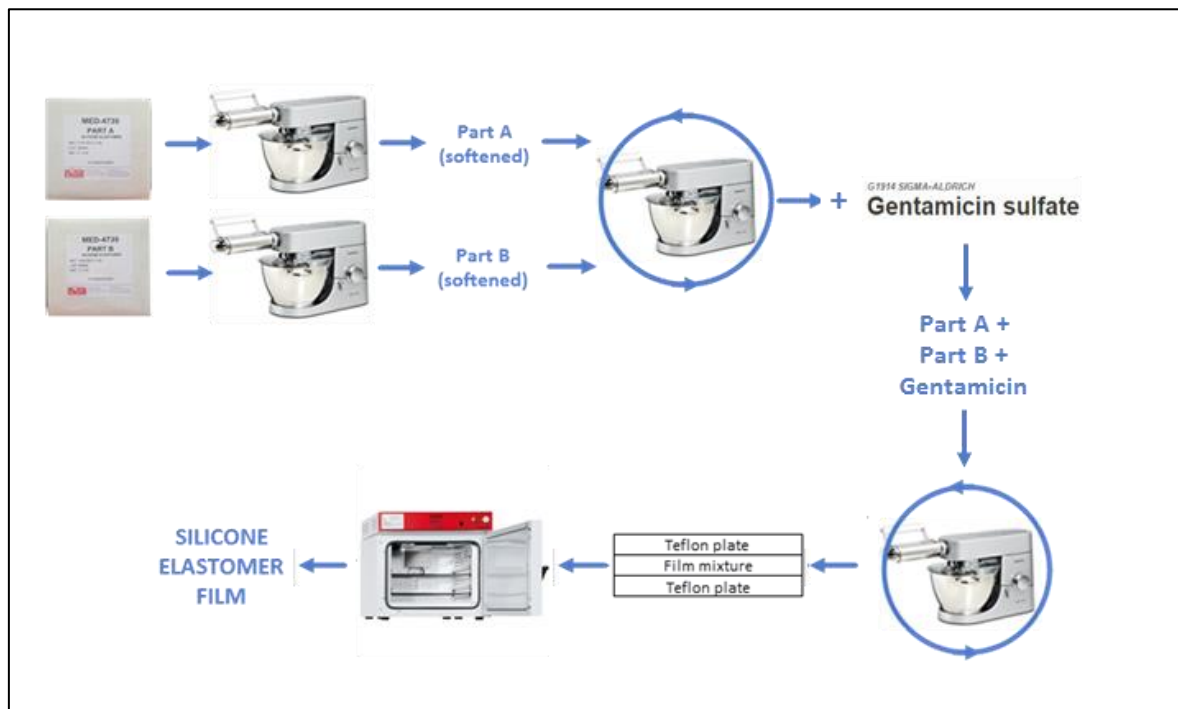 MED-4735
PART A
Part A
(softened)
MED-4735
PART B
Part B
(softened)
+
G1914 SIGMA-ALDRICH
Gentamicin sulfate
Part A +
Part B +
Gentamicin
Teflon plate
Film mixture
Teflon plate
SILICONE
ELASTOMER
FILM